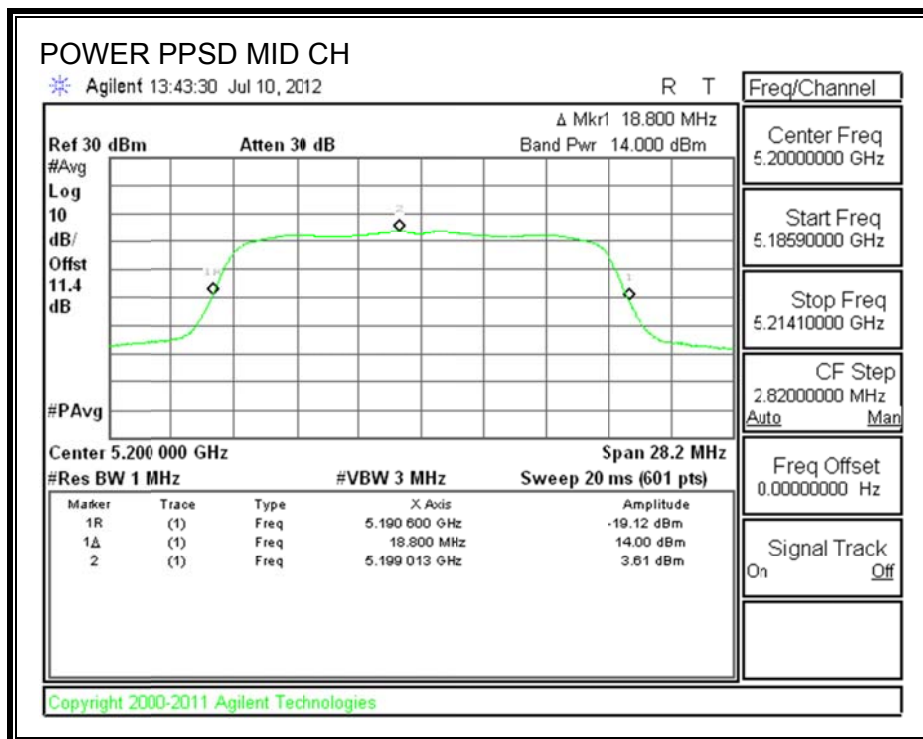 POWER PPSD MID CH
Agilent 13:43:30 Jul 10, 2012
R T
Δ Mkr1 18.800 MHz
Ref 30 dBm Atten 30 dB Band Pwr 14.000 dBm
#Avg
Log
10
dB/
Offst
11.4
dB
#PAvg
2
1R
1
Center 5.200 000 GHz Span 28.2 MHz
#Res BW 1 MHz #VBW 3 MHz Sweep 20 ms (601 pts)
Marker Trace Type X Axis Amplitude
1R (1) Freq 5.190 600 GHz -19.12 dBm
1Δ (1) Freq 18.800 MHz 14.00 dBm
2 (1) Freq 5.199 013 GHz 3.61 dBm
Freq/Channel
Center Freq
5.20000000 GHz
Start Freq
5.18590000 GHz
Stop Freq
5.21410000 GHz
CF Step
2.82000000 MHz
Auto Man
Freq Offset
0.00000000 Hz
Signal Track
On Off
Copyright 2000-2011 Agilent Technologies